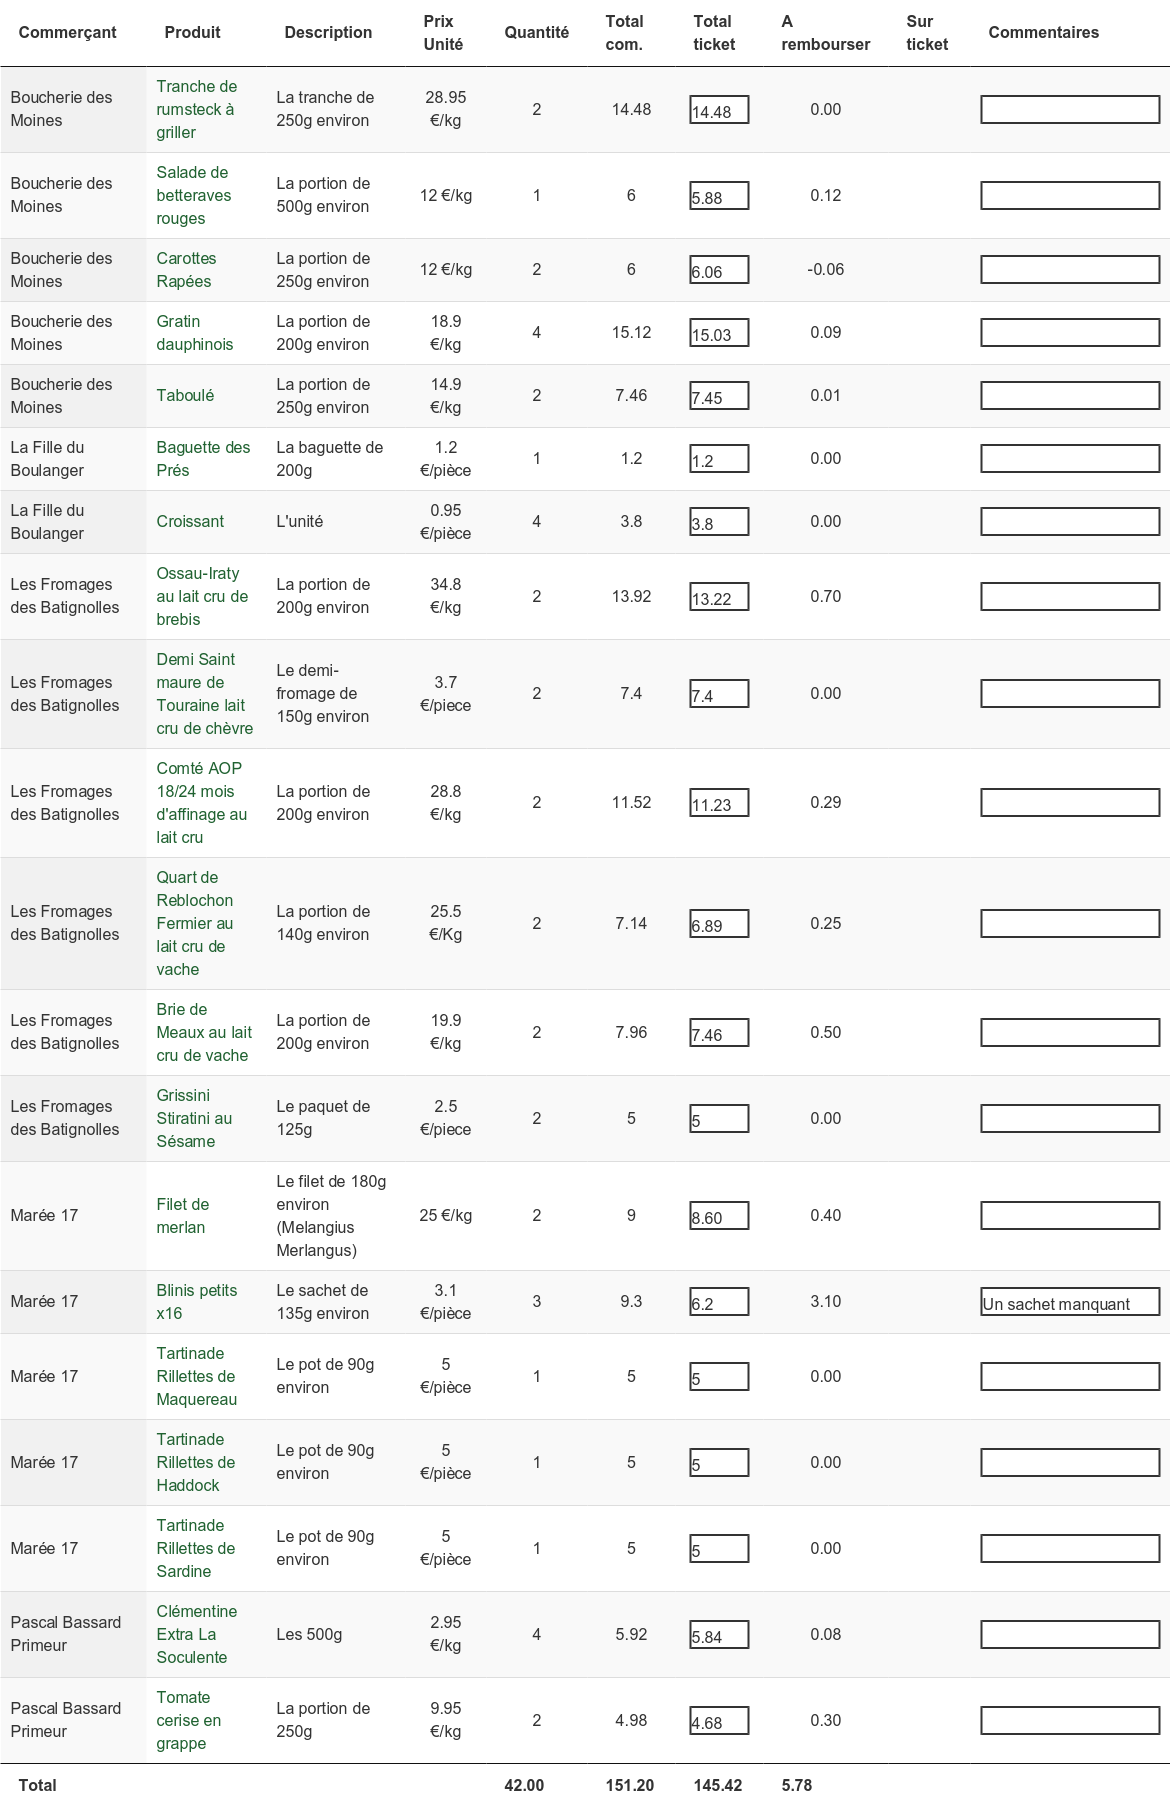 Commerçant Produit Description Prix Unité Quantité Total com. Total ticket A rembourser Sur ticket Commentaires
Boucherie des Moines Tranche de rumsteck à griller La tranche de 250g environ 28.95 €/kg 2 14.48 14.48 0.00
Boucherie des Moines Salade de betteraves rouges La portion de 500g environ 12 €/kg 1 6 5.88 0.12
Boucherie des Moines Carottes Rapées La portion de 250g environ 12 €/kg 2 6 6.06 -0.06
Boucherie des Moines Gratin dauphinois La portion de 200g environ 18.9 €/kg 4 15.12 15.03 0.09
Boucherie des Moines Taboulé La portion de 250g environ 14.9 €/kg 2 7.46 7.45 0.01
La Fille du Boulanger Baguette des Prés La baguette de 200g 1.2 €/pièce 1 1.2 1.2 0.00
La Fille du Boulanger Croissant L'unité 0.95 €/pièce 4 3.8 3.8 0.00
Les Fromages des Batignolles Ossau-Iraty au lait cru de brebis La portion de 200g environ 34.8 €/kg 2 13.92 13.22 0.70
Les Fromages des Batignolles Demi Saint maure de Touraine lait cru de chèvre Le demi-fromage de 150g environ 3.7 €/piece 2 7.4 7.4 0.00
Les Fromages des Batignolles Comté AOP 18/24 mois d'affinage au lait cru La portion de 200g environ 28.8 €/kg 2 11.52 11.23 0.29
Les Fromages des Batignolles Quart de Reblochon Fermier au lait cru de vache La portion de 140g environ 25.5 €/Kg 2 7.14 6.89 0.25
Les Fromages des Batignolles Brie de Meaux au lait cru de vache La portion de 200g environ 19.9 €/kg 2 7.96 7.46 0.50
Les Fromages des Batignolles Grissini Stiratini au Sésame Le paquet de 125g 2.5 €/piece 2 5 5 0.00
Marée 17 Filet de merlan Le filet de 180g environ (Melangius Merlangus) 25 €/kg 2 9 8.60 0.40
Marée 17 Blinis petits x16 Le sachet de 135g environ 3.1 €/pièce 3 9.3 6.2 3.10 Un sachet manquant
Marée 17 Tartinade Rillettes de Maquereau Le pot de 90g environ 5 €/pièce 1 5 5 0.00
Marée 17 Tartinade Rillettes de Haddock Le pot de 90g environ 5 €/pièce 1 5 5 0.00
Marée 17 Tartinade Rillettes de Sardine Le pot de 90g environ 5 €/pièce 1 5 5 0.00
Pascal Bassard Primeur Clémentine Extra La Soculente Les 500g 2.95 €/kg 4 5.92 5.84 0.08
Pascal Bassard Primeur Tomate cerise en grappe La portion de 250g 9.95 €/kg 2 4.98 4.68 0.30
Total 42.00 151.20 145.42 5.78